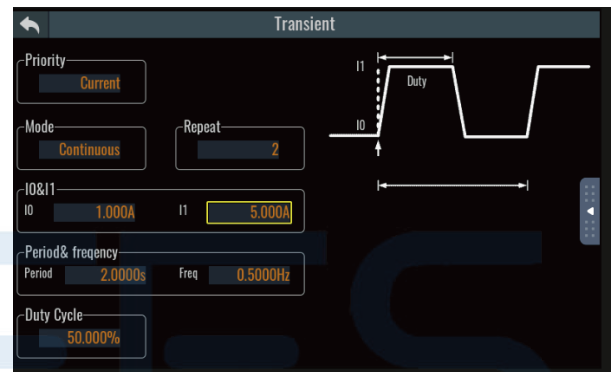 Transient
Priority
Current
Mode
Continuous
Repeat
2
I0&I1
I0 1.000A I1 5.000A
Period& freqency
Period 2.0000s Freq 0.5000Hz
Duty Cycle
50.000%
I1
Duty
I0